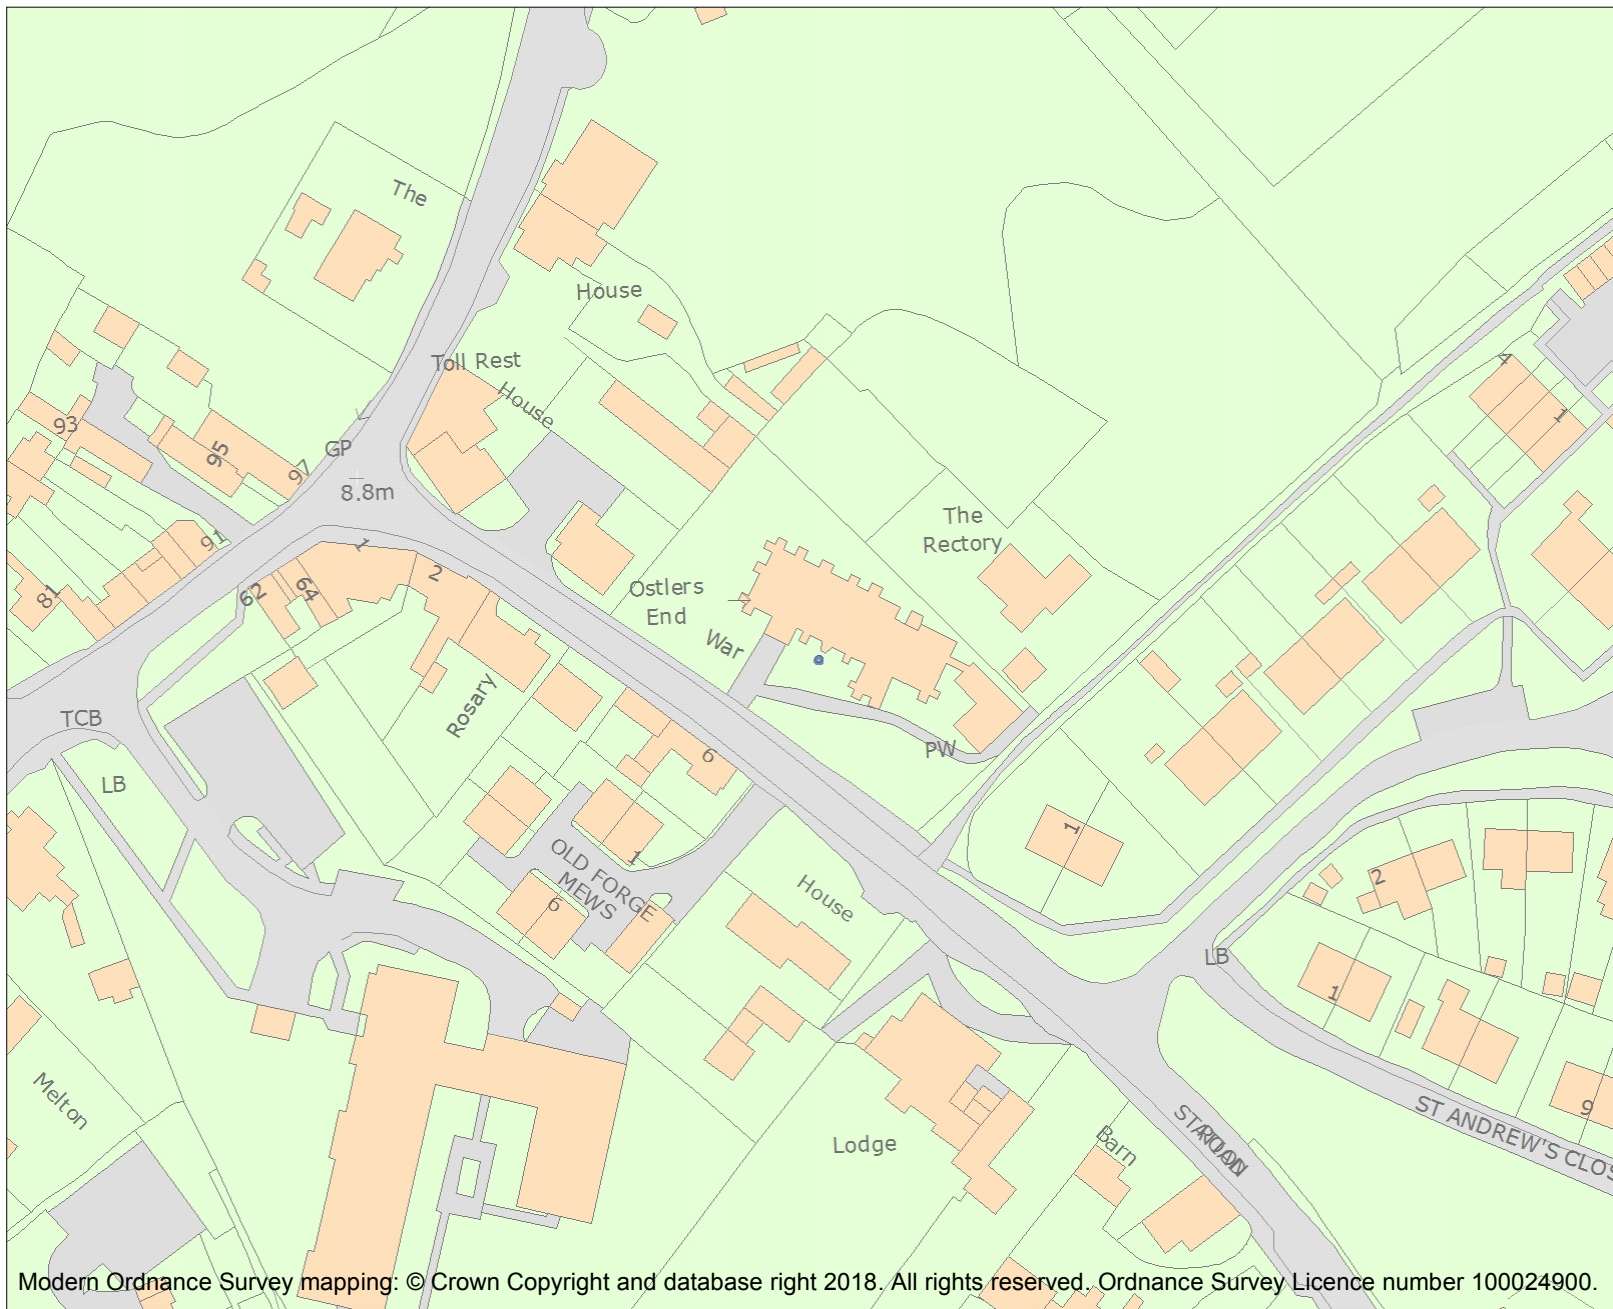 The
House
Toll Rest
House
93
95
97
GP
8.8m
91
81
1
2
62
64
The
Rectory
Ostlers
End
War
4
1
TCB
Rosary
LB
6
PW
1
OLD FORGE
MEWS
1
6
House
2
LB
1
Melton
Lodge
Barn
STATION
ROAD
ST ANDREW'S CLOS
9
Modern Ordnance Survey mapping: © Crown Copyright and database right 2018. All rights reserved. Ordnance Survey Licence number 100024900.